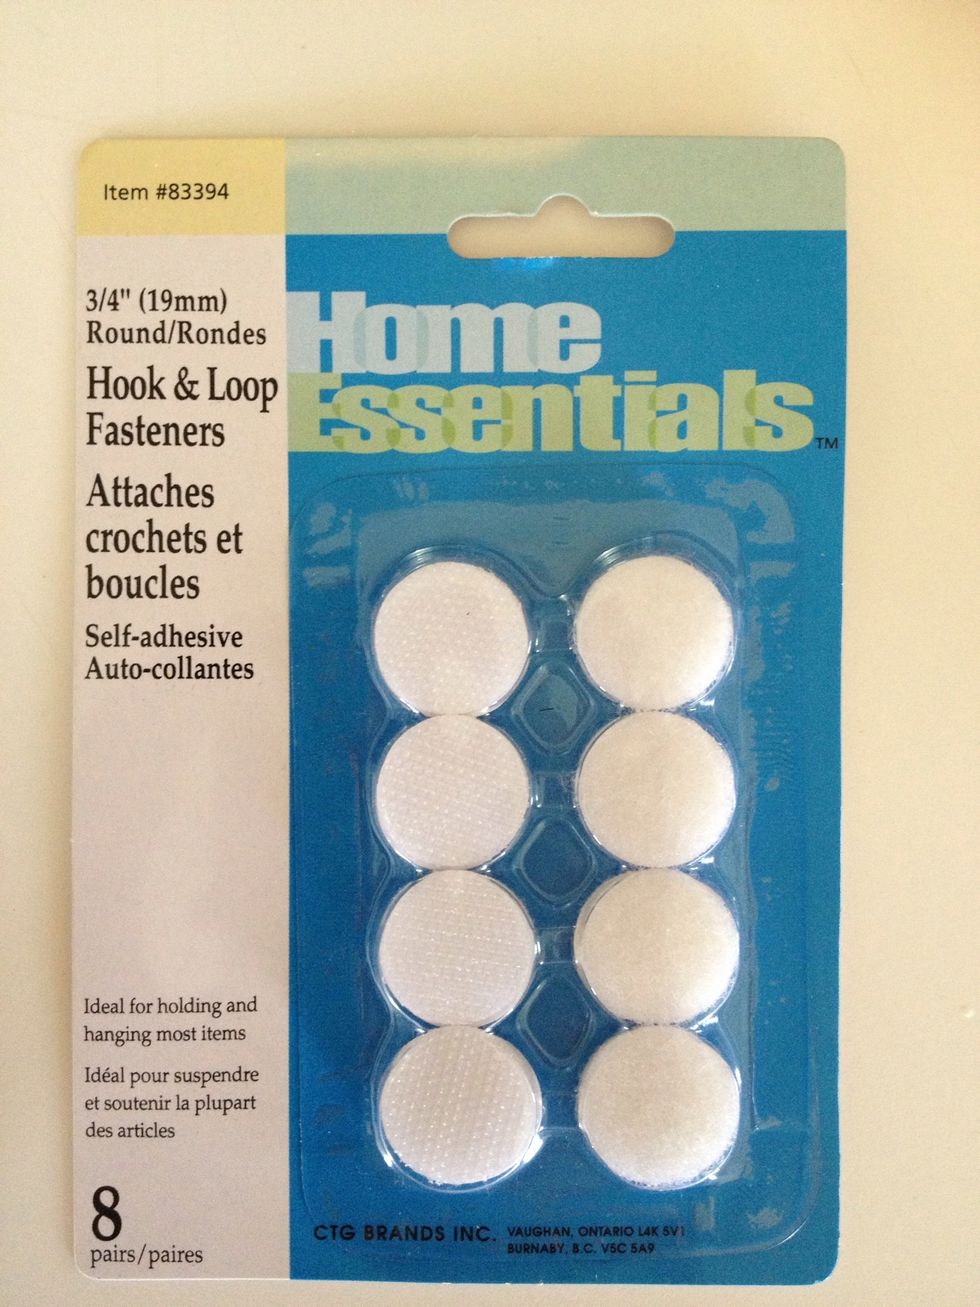 Item #83394
3/4" (19mm)
Round/Rondes
Hook & Loop
Fasteners
Attaches
crochets et
boucles
Self-adhesive
Auto-collantes
Ideal for holding and
hanging most items
Idéal pour suspendre
et soutenir la plupart
des articles
8
pairs/paires
Home
Essentials™
CTG BRANDS INC. VAUGHAN, ONTARIO L4K 5V1
BURNABY, B.C. V5C 5A9